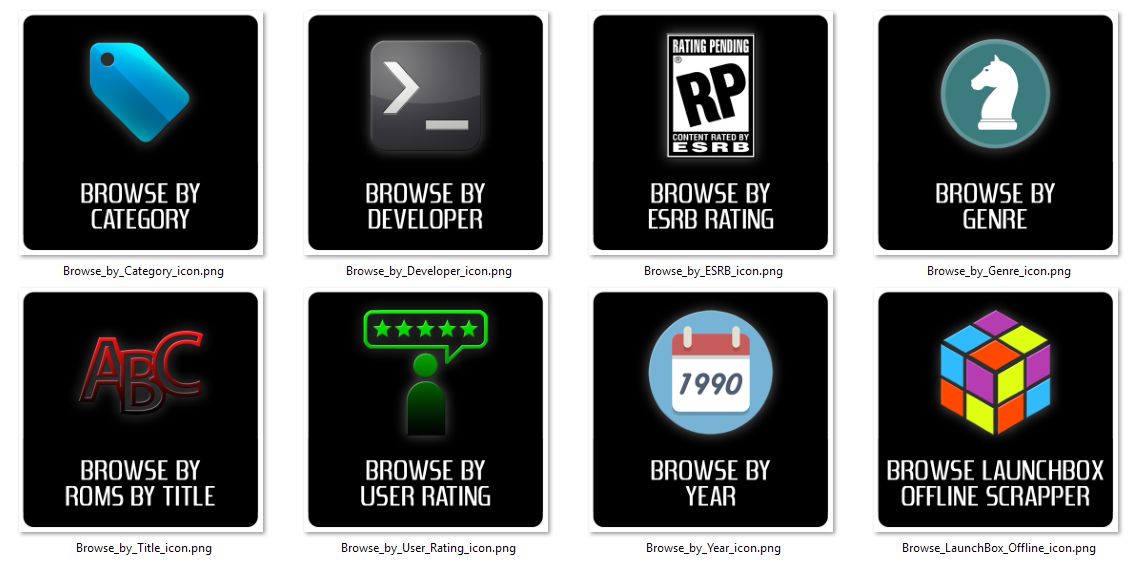 BROWSE BY
CATEGORY
Browse_by_Category_icon.png
>_
BROWSE BY
DEVELOPER
Browse_by_Developer_icon.png
RATING PENDING
RP
®
CONTENT RATED BY
ESRB
BROWSE BY
ESRB RATING
Browse_by_ESRB_icon.png
BROWSE BY
GENRE
Browse_by_Genre_icon.png
ABC
BROWSE BY
ROMS BY TITLE
Browse_by_Title_icon.png
BROWSE BY
USER RATING
Browse_by_User_Rating_icon.png
1990
BROWSE BY
YEAR
Browse_by_Year_icon.png
BROWSE LAUNCHBOX
OFFLINE SCRAPPER
Browse_LaunchBox_Offline_icon.png